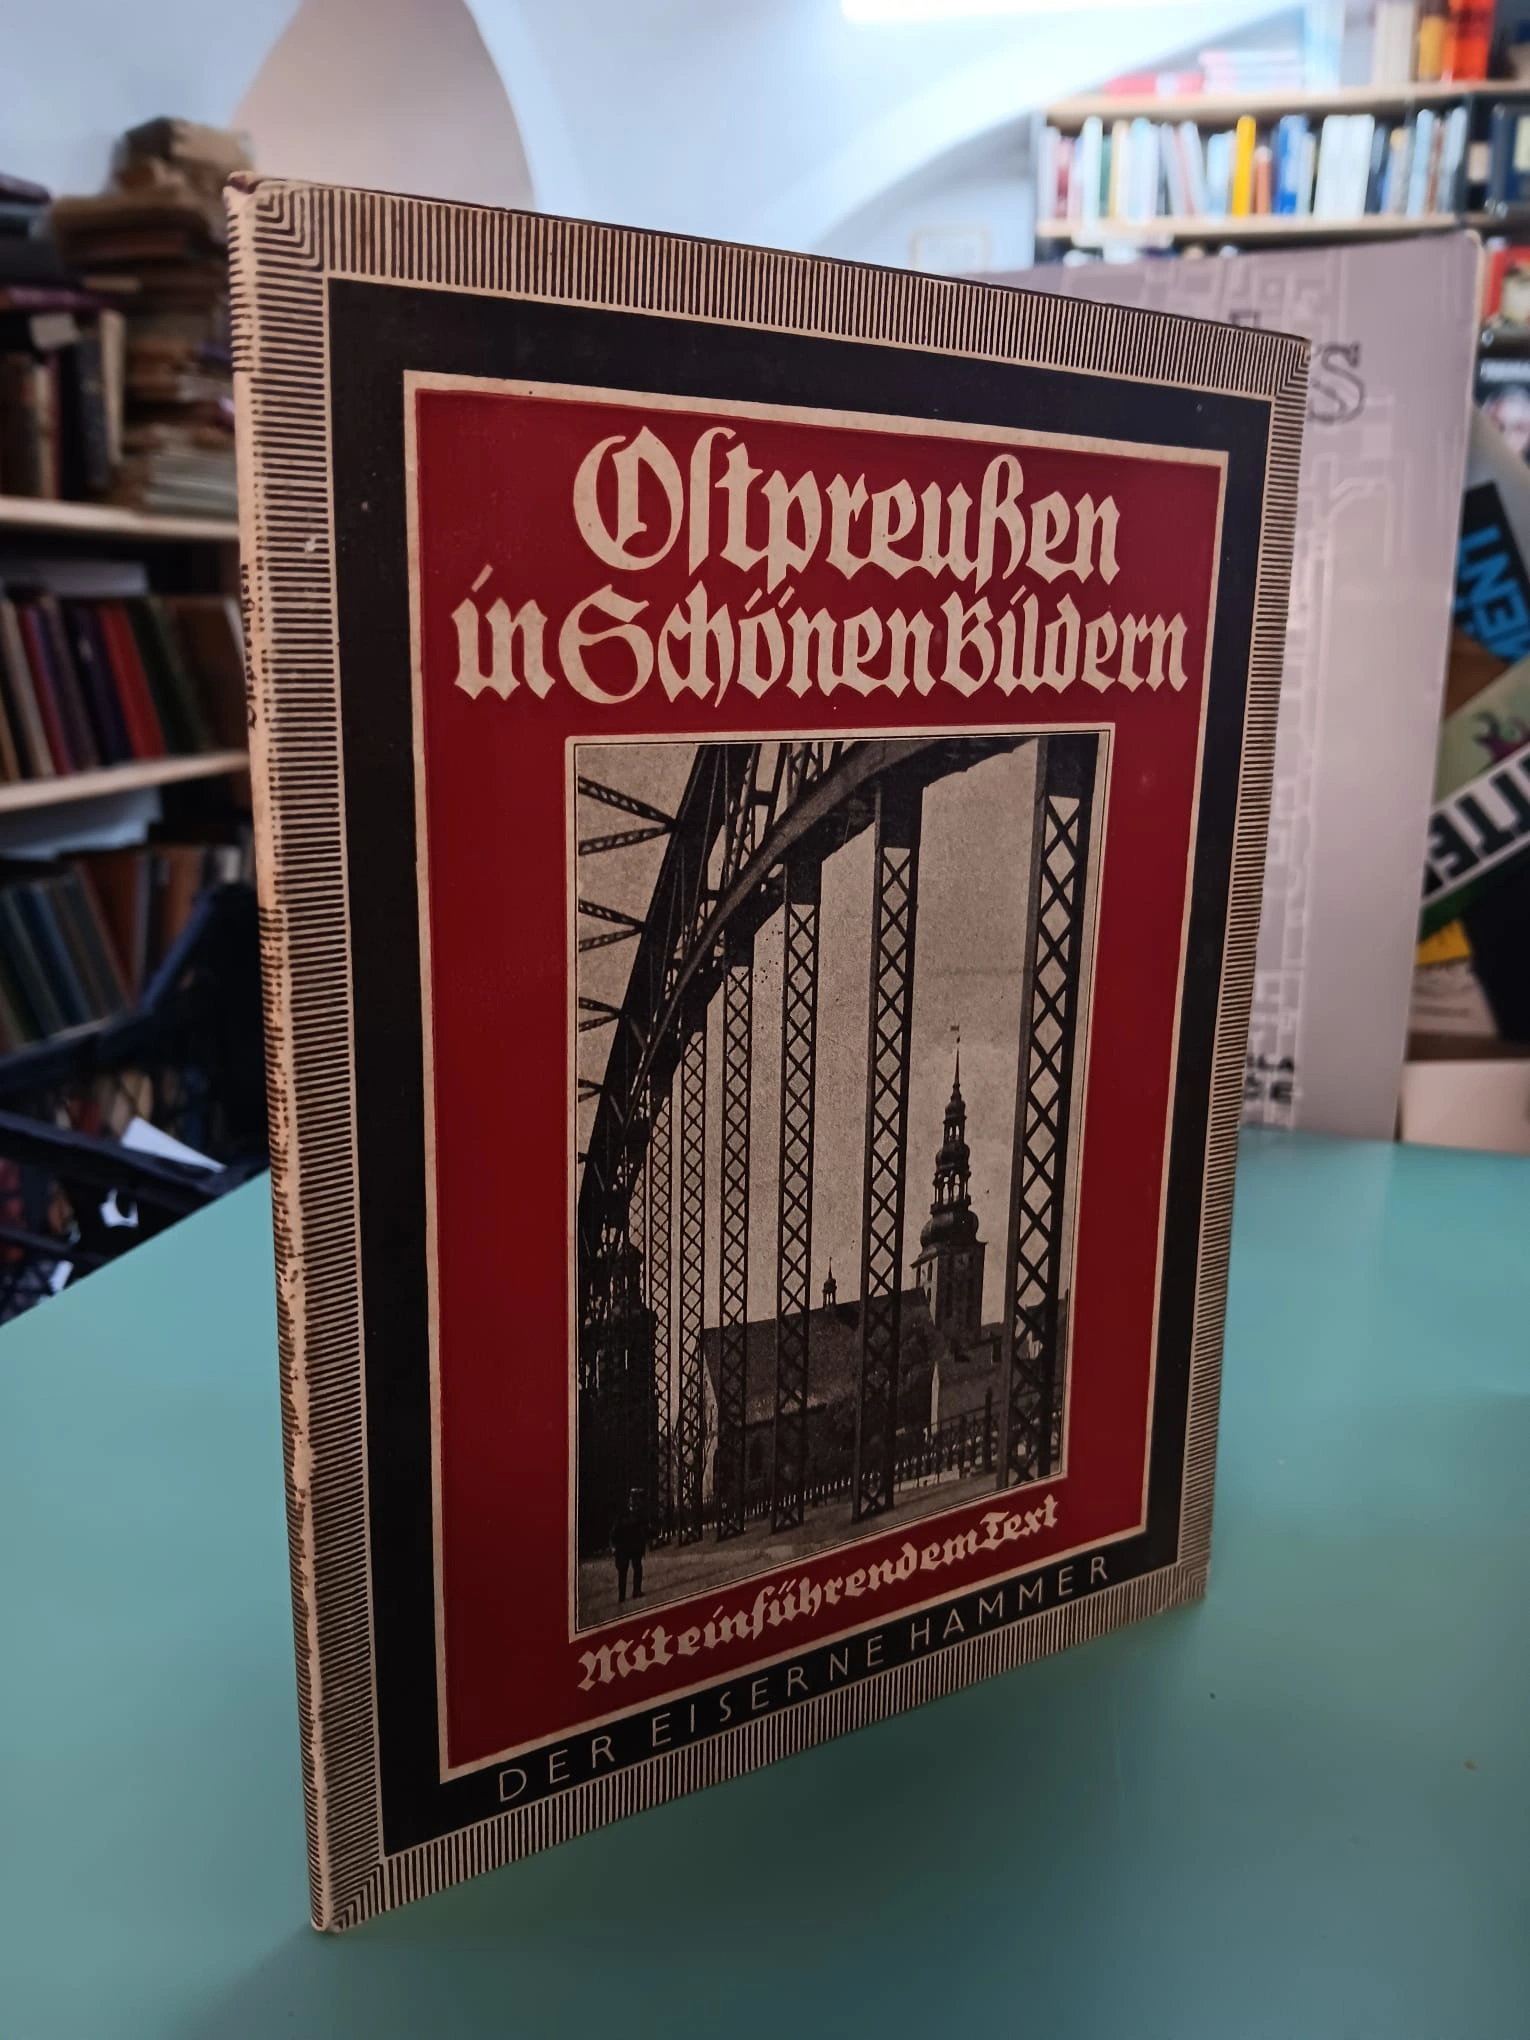 Ostpreußen
in Schönen Bildern
Mit einführendem Text
DER EISERNE HAMMER